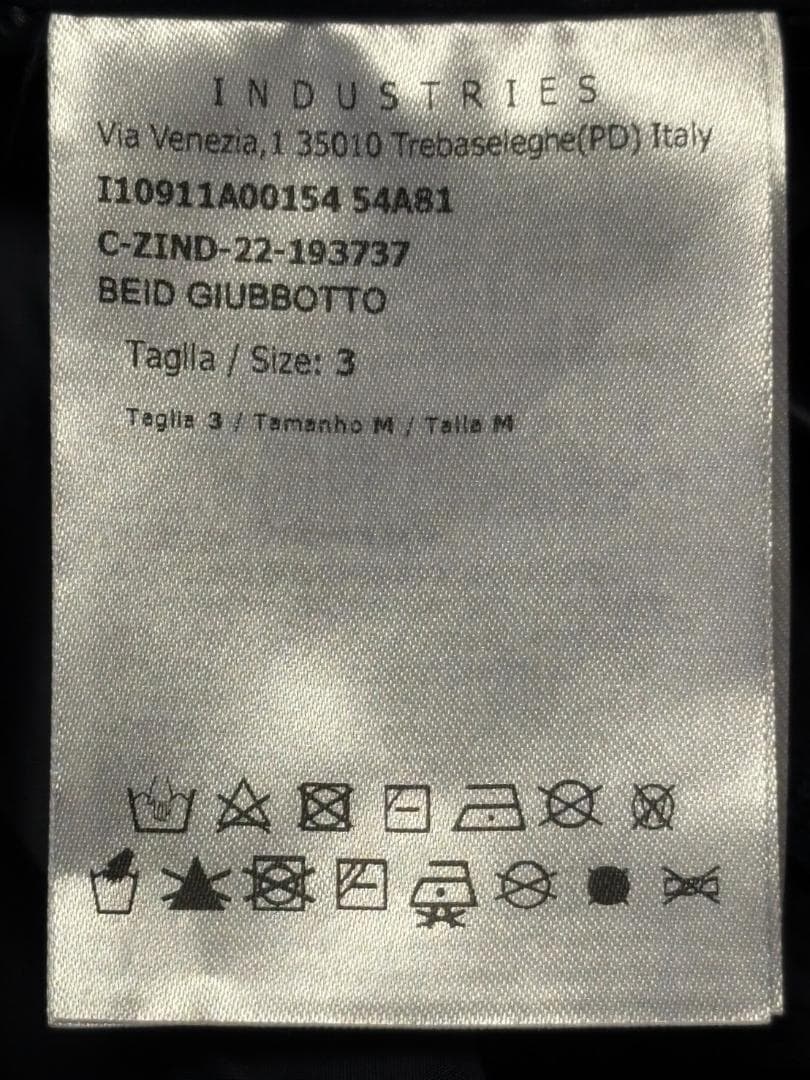 INDUSTRIES
Via Venezia,1 35010 Trebaseleghe(PD) Italy
I10911A00154 54A81
C-ZIND-22-193737
BEID GIUBBOTTO
Taglia / Size: 3
Taglia 3 / Tamanho M / Talla M